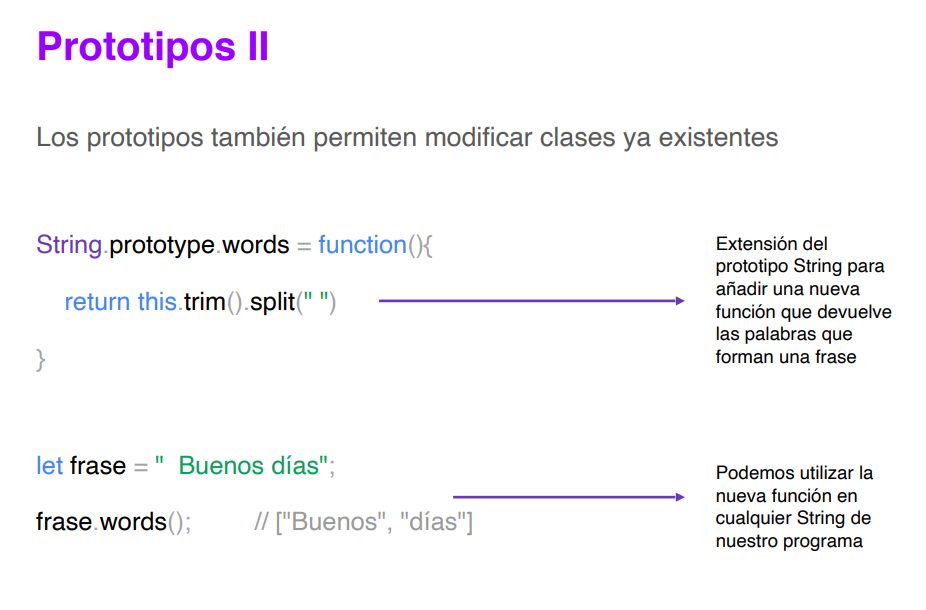 Prototipos II
Los prototipos también permiten modificar clases ya existentes
String.prototype.words = function(){
return this.trim().split(" ")
}
Extensión del
prototipo String para
añadir una nueva
función que devuelve
las palabras que
forman una frase
let frase = "  Buenos días";
frase.words(); // ["Buenos", "días"]
Podemos utilizar la
nueva función en
cualquier String de
nuestro programa